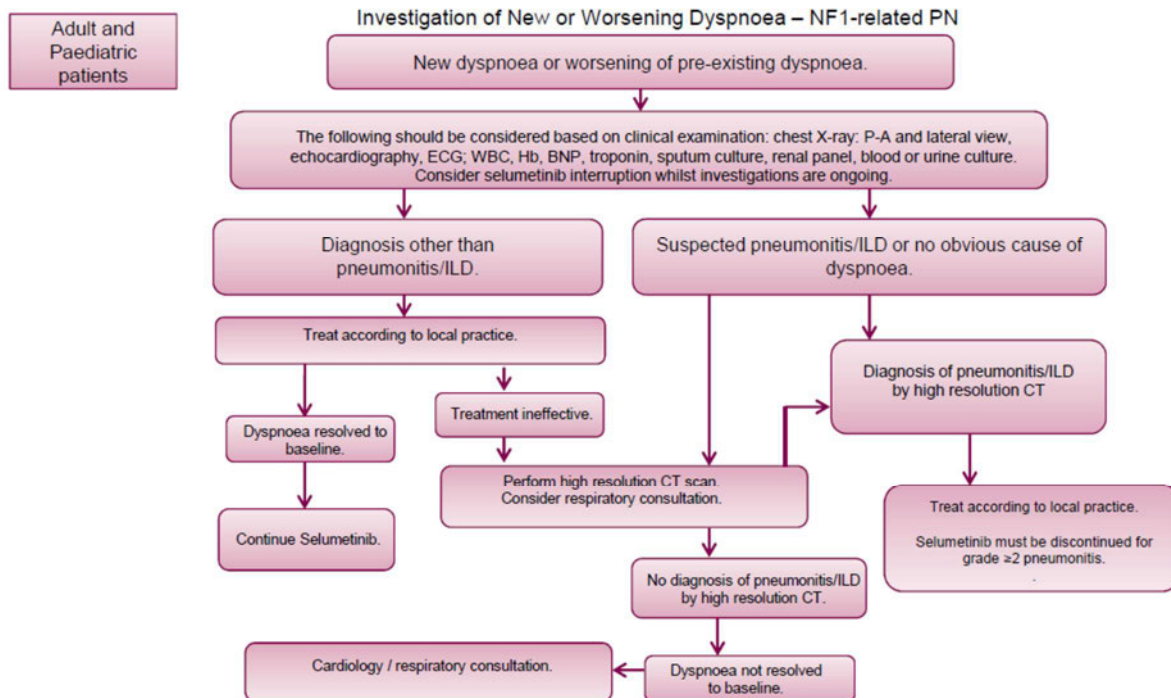 Investigation of New or Worsening Dyspnoea – NF1-related PN
Adult and
Paediatric
patients
New dyspnoea or worsening of pre-existing dyspnoea.
The following should be considered based on clinical examination: chest X-ray: P-A and lateral view,
echocardiography, ECG; WBC, Hb, BNP, troponin, sputum culture, renal panel, blood or urine culture.
Consider selumetinib interruption whilst investigations are ongoing.
Diagnosis other than
pneumonitis/ILD.
Suspected pneumonitis/ILD or no obvious cause of
dyspnoea.
Treat according to local practice.
Diagnosis of pneumonitis/ILD
by high resolution CT
Treatment ineffective.
Dyspnoea resolved to
baseline.
Perform high resolution CT scan.
Consider respiratory consultation.
Continue Selumetinib.
Treat according to local practice.
Selumetinib must be discontinued for
grade ≥2 pneumonitis.
.
No diagnosis of pneumonitis/ILD
by high resolution CT.
Cardiology / respiratory consultation.
Dyspnoea not resolved
to baseline.